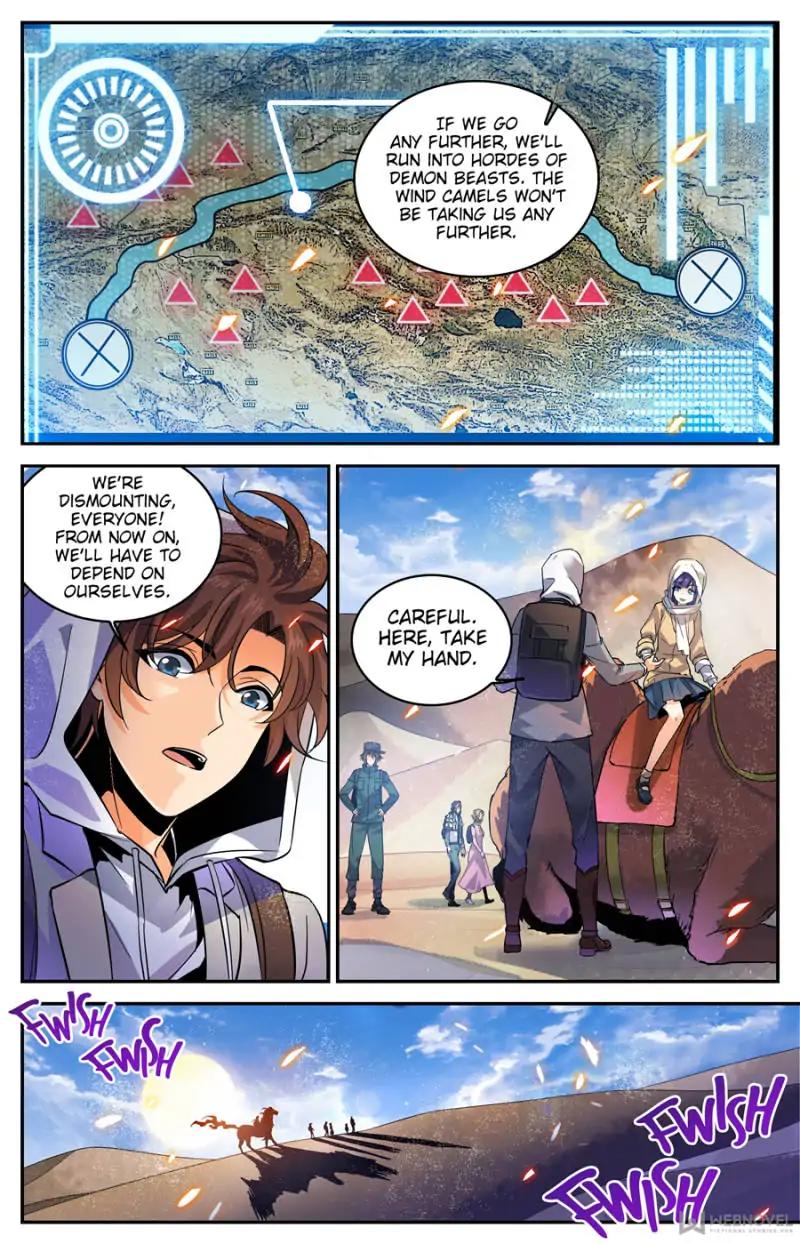 IF WE GO
ANY FURTHER, WE'LL
RUN INTO HORDES OF
DEMON BEASTS. THE
WIND CAMELS WON'T
BE TAKING US ANY
FURTHER.
WE'RE
DISMOUNTING,
EVERYONE!
FROM NOW ON,
WE'LL HAVE TO
DEPEND ON
OURSELVES.
CAREFUL.
HERE, TAKE
MY HAND.
FWISH
FWISH
FWISH
FWISH
WEBNOVEL